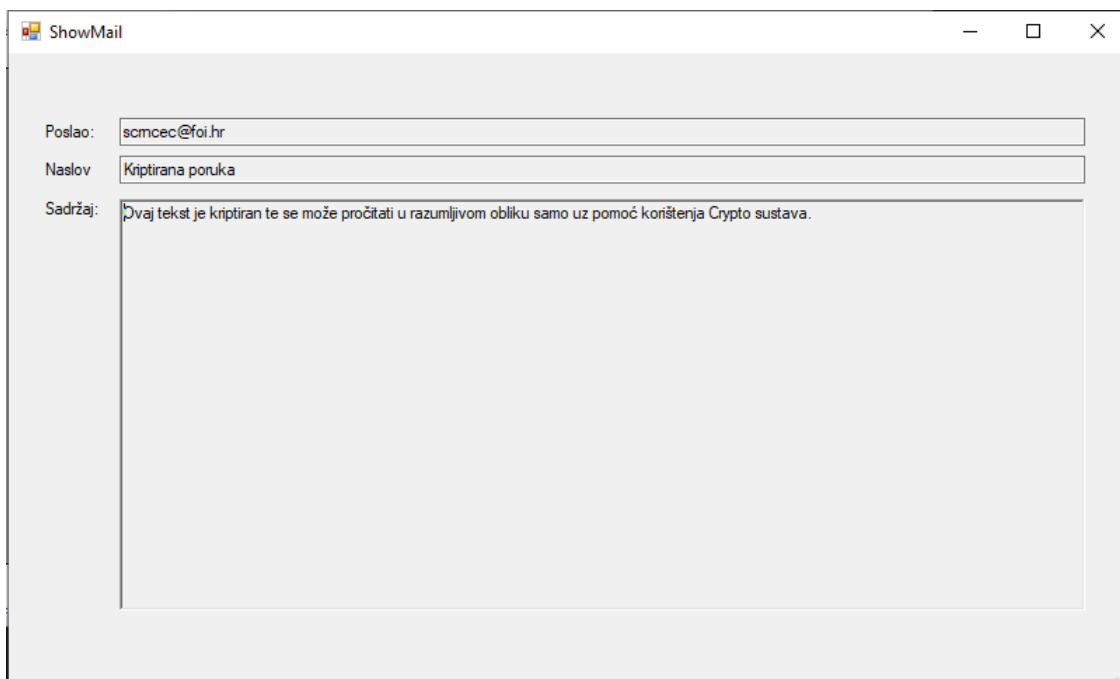 ShowMail
Poslao: scrncec@foi.hr
Naslov Kriptirana poruka
Sadržaj: Ovaj tekst je kriptiran te se može pročitati u razumljivom obliku samo uz pomoć korištenja Crypto sustava.